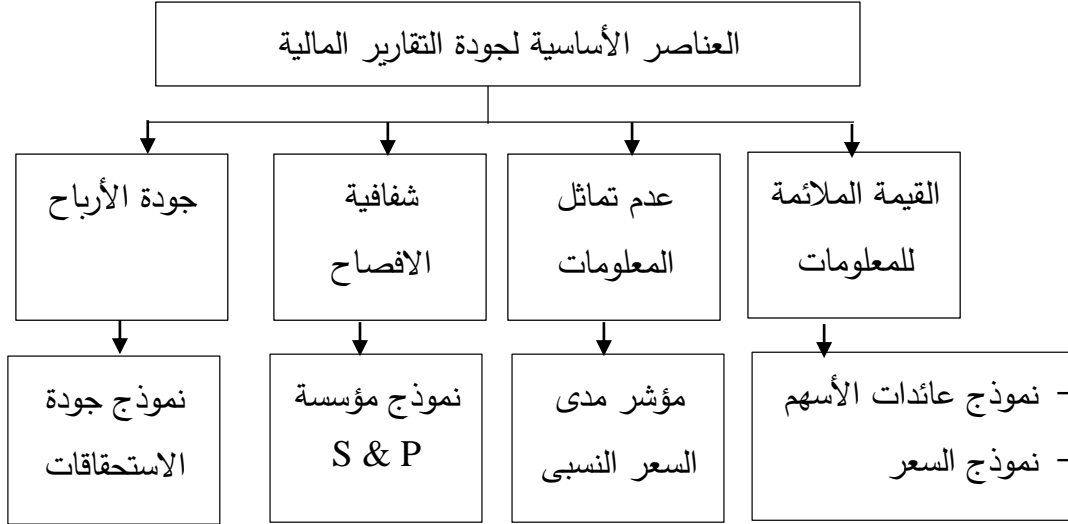 العناصر الأساسية لجودة التقارير المالية
القيمة الملائمة
للمعلومات
عدم تماثل
المعلومات
شفافية
الافصاح
جودة الأرباح
- نموذج عائدات الأسهم
- نموذج السعر
مؤشر مدى
السعر النسبى
نموذج مؤسسة
S & P
نموذج جودة
الاستحقاقات